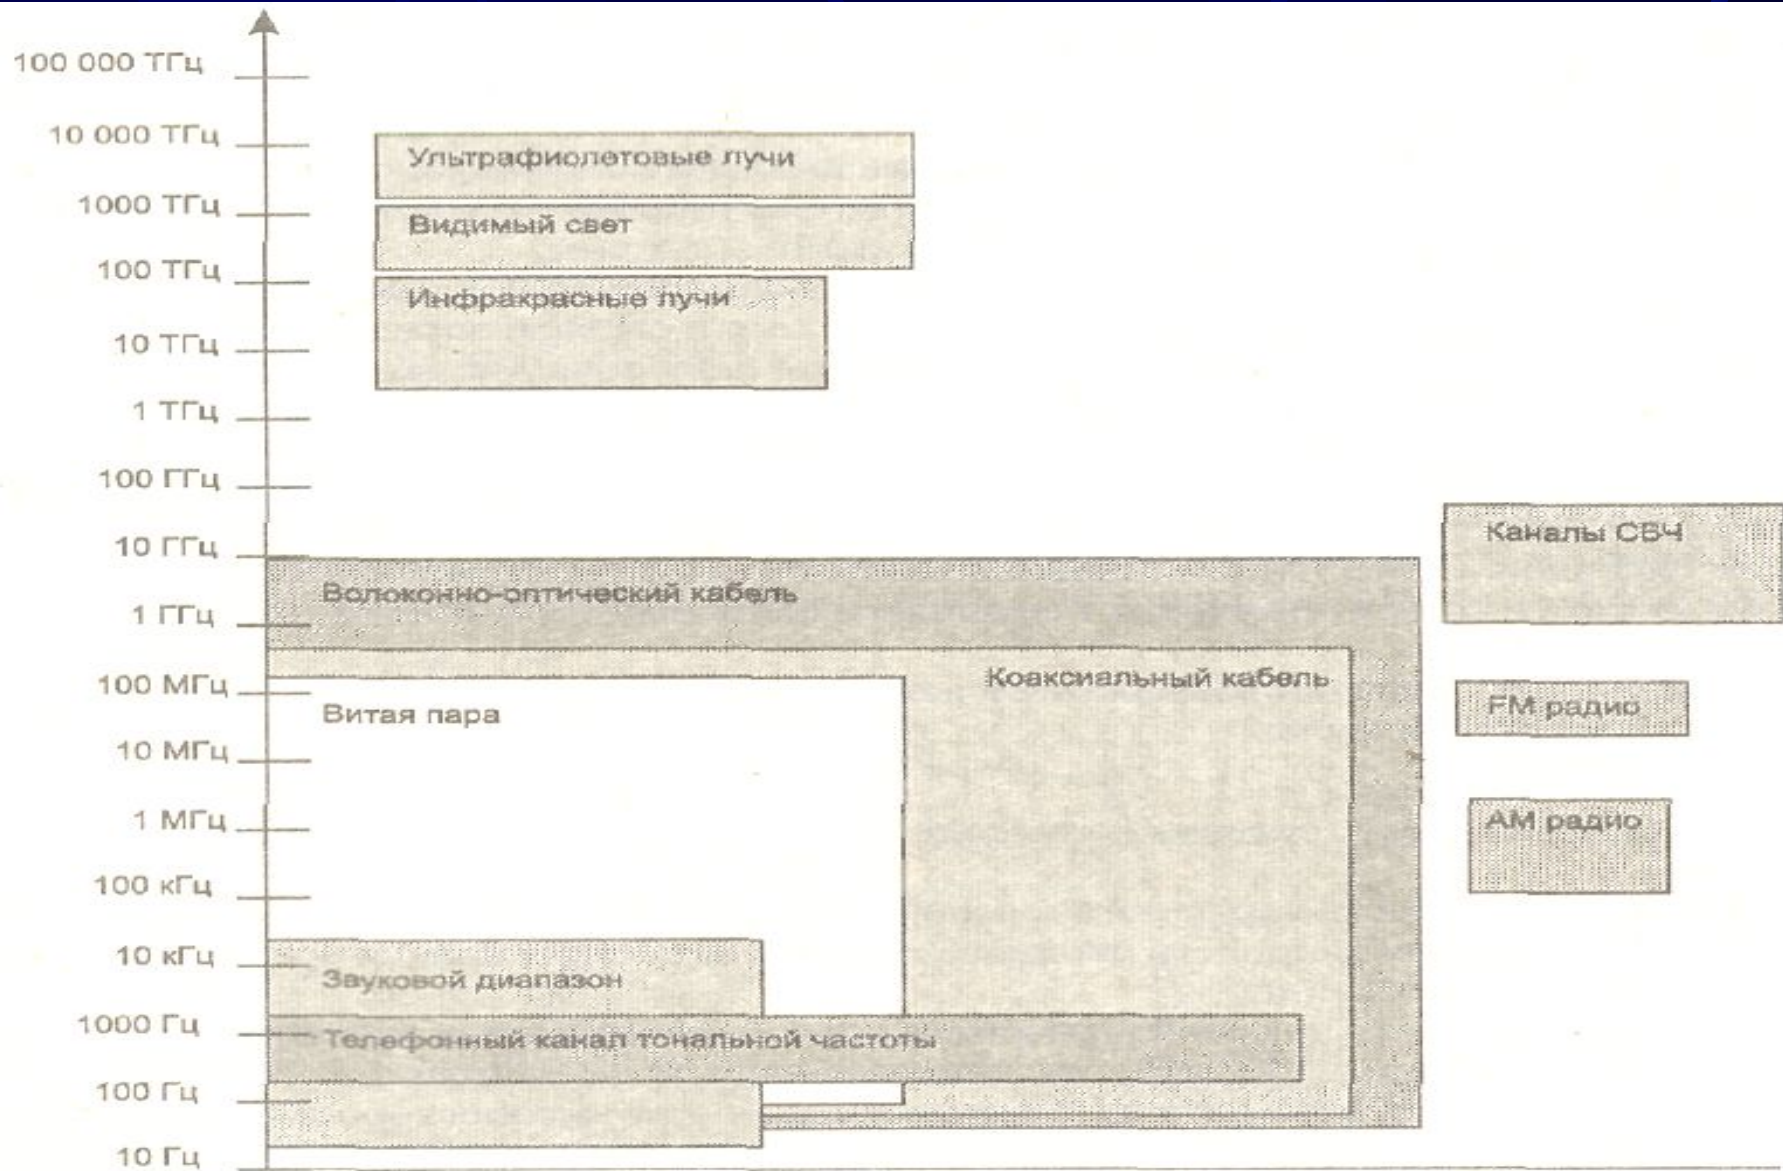 100 000 ТГц
10 000 ТГц
Ультрафиолетовые лучи
1000 ТГц
Видимый свет
100 ТГц
Инфракрасные лучи
10 ТГц
1 ТГц
100 ГГц
Каналы СВЧ
10 ГГц
Волоконно-оптический кабель
1 ГГц
Коаксиальный кабель
100 МГц
FM радио
Витая пара
10 МГц
1 МГц
АМ радио
100 кГц
10 кГц
Звуковой диапазон
1000 Гц
Телефонный канал тональной частоты
100 Гц
10 Гц